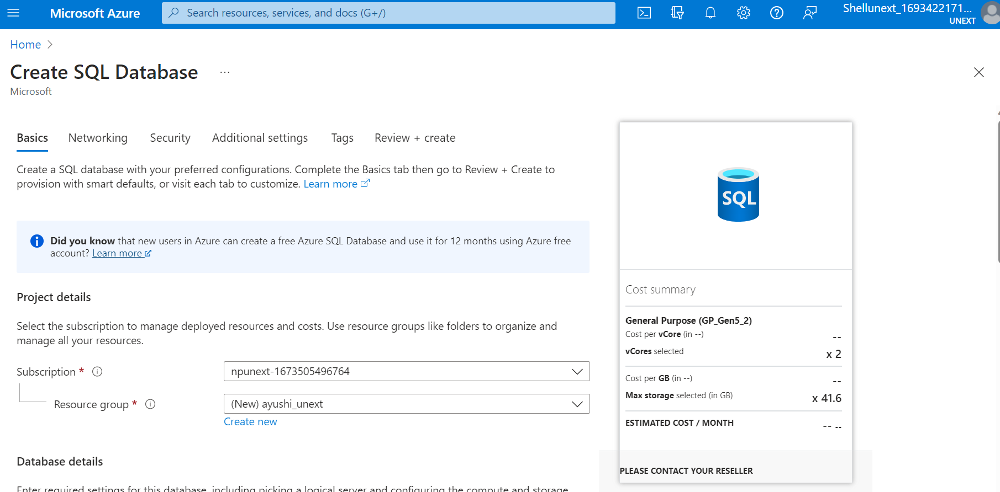 Microsoft Azure
Search resources, services, and docs (G+/)
Shellunext_1693422171...
UNEXT
Home
Create SQL Database
...
Microsoft
Basics
Networking
Security
Additional settings
Tags
Review + create
Create a SQL database with your preferred configurations. Complete the Basics tab then go to Review + Create to
provision with smart defaults, or visit each tab to customize. Learn more
Did you know that new users in Azure can create a free Azure SQL Database and use it for 12 months using Azure free
account? Learn more
Project details
Select the subscription to manage deployed resources and costs. Use resource groups like folders to organize and
manage all your resources.
Subscription *
npunext-1673505496764
Resource group *
(New) ayushi_unext
Create new
Database details
Enter required settings for this database, including picking a logical server and configuring the compute and storage
SQL
Cost summary
General Purpose (GP_Gen5_2)
Cost per vCore (in --)
--
vCores selected
x 2
Cost per GB (in --)
--
Max storage selected (in GB)
x 41.6
ESTIMATED COST / MONTH
-- --
PLEASE CONTACT YOUR RESELLER